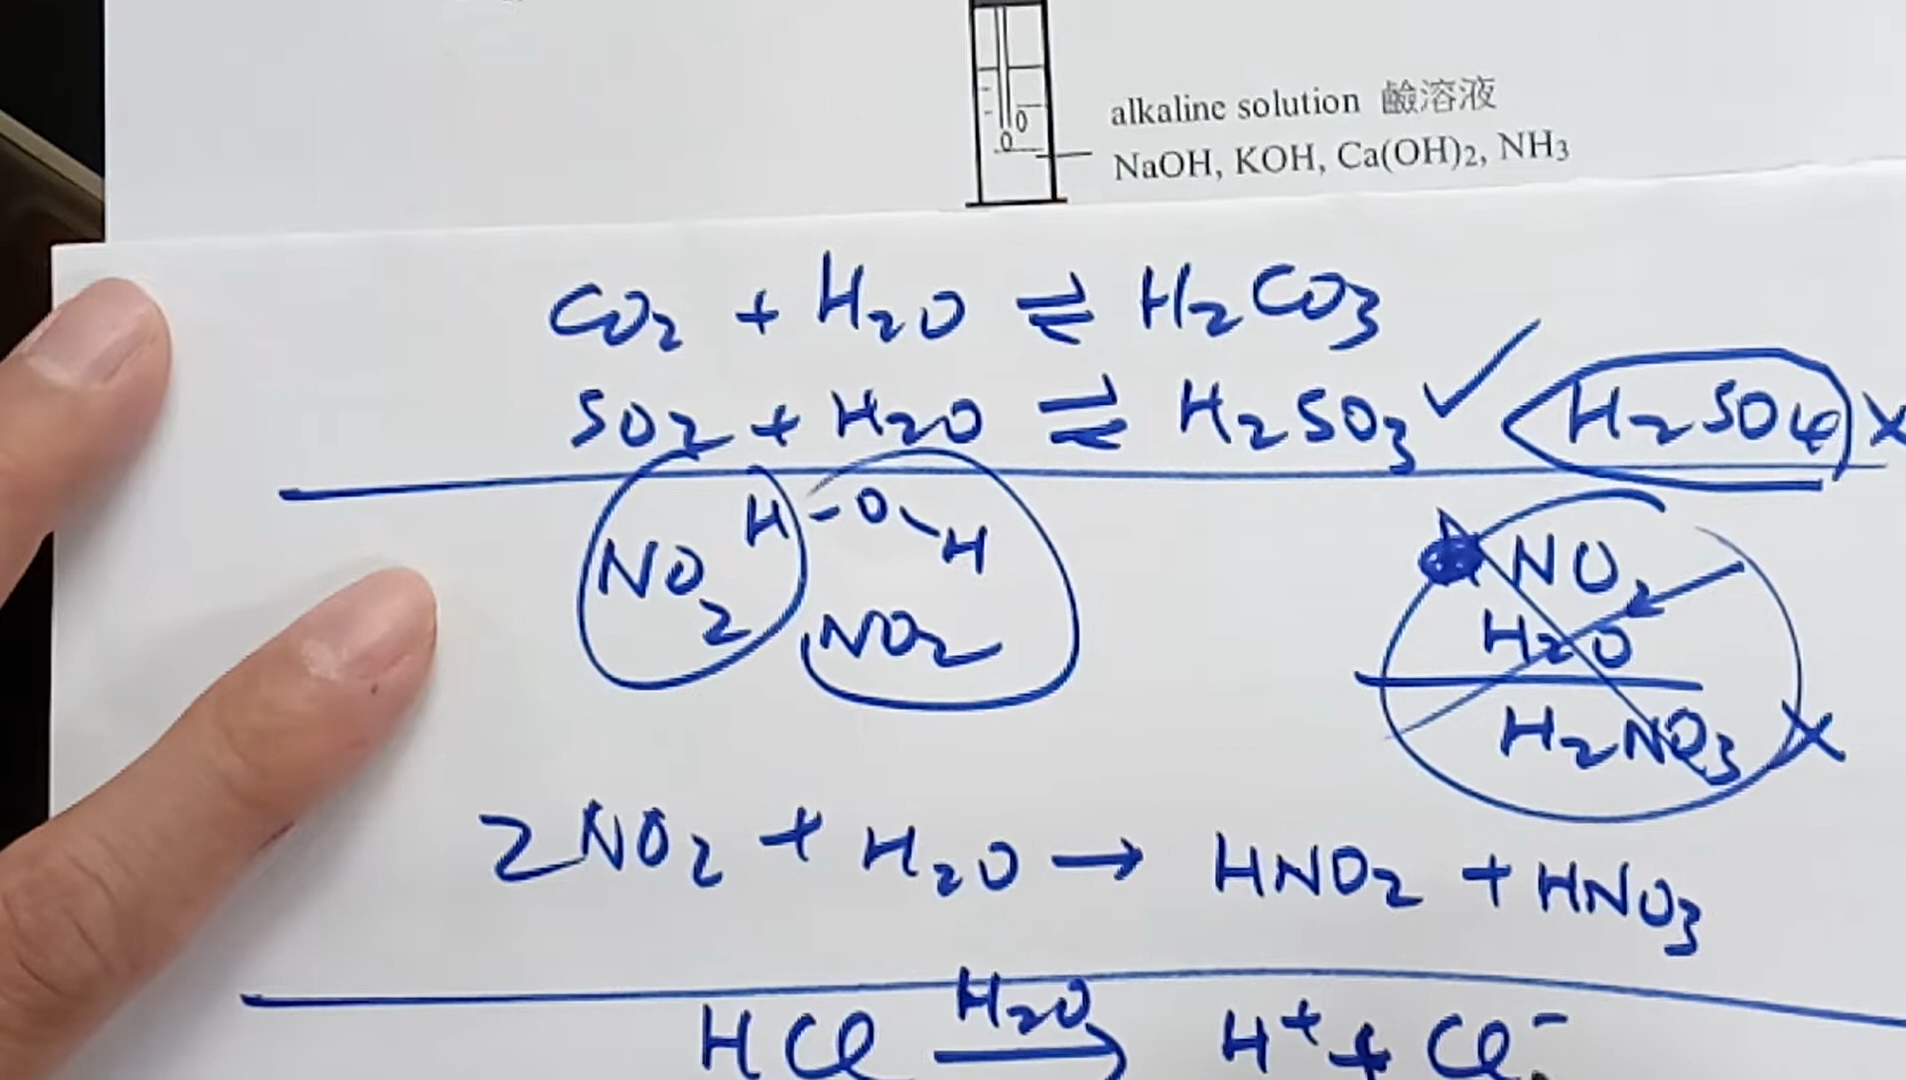 alkaline solution 鹼溶液
NaOH, KOH, Ca(OH)2, NH3
CO2 + H2O ⇌ H2CO3
SO2 + H2O ⇌ H2SO3 ✓ H2SO4 ×
H-O-H
NO2
NO2
NO2
H2O
H2NO3 ×
2NO2 + H2O → HNO2 + HNO3
H2O
HCl → H+ + Cl-